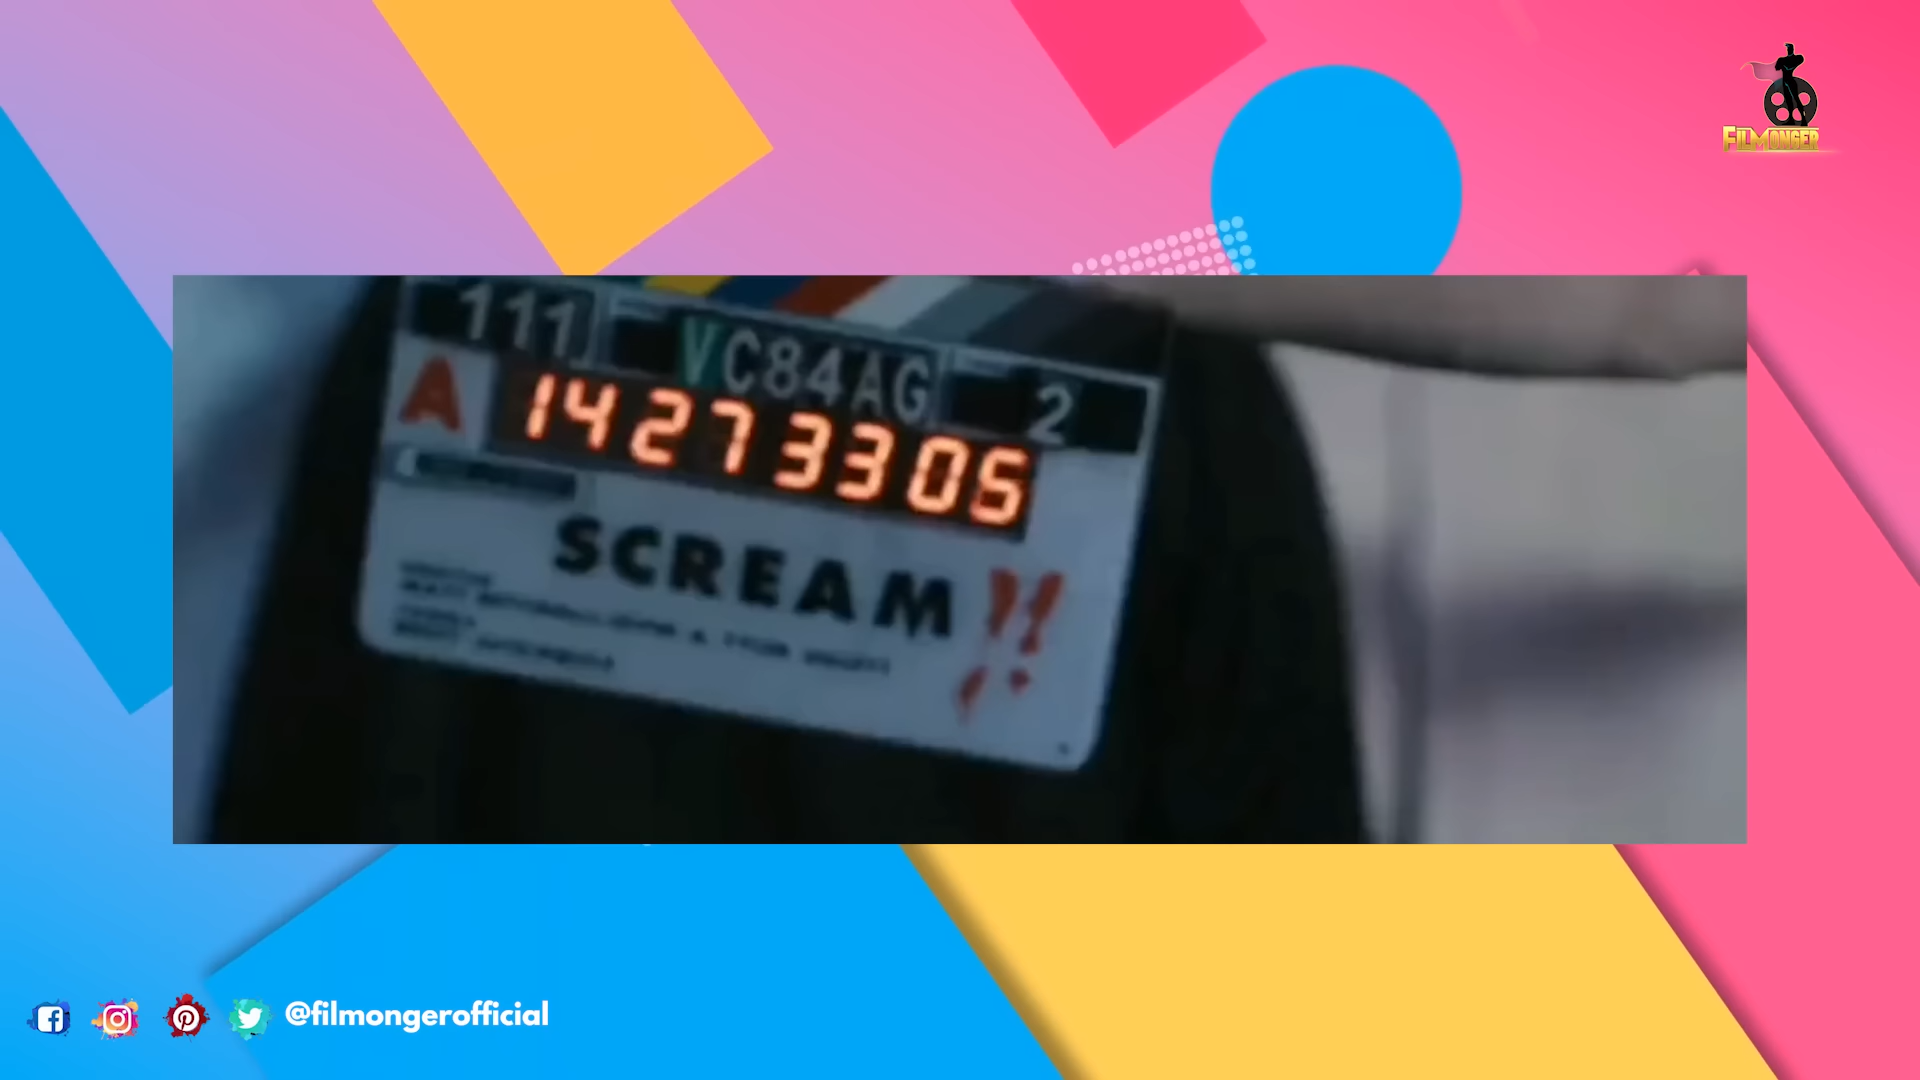 FILMONGER
111
VC84AG
2
A
14273305
SCREAM !!
@filmongerofficial